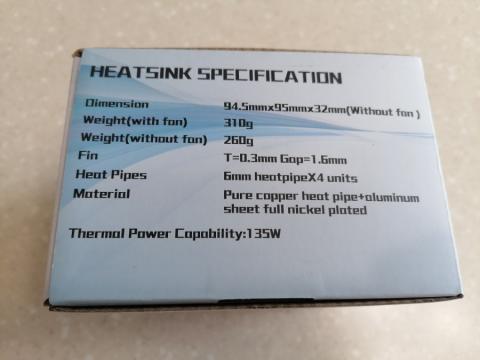 HEATSINK SPECIFICATION
Dimension 94.5mmx95mmx32mm(Without fan )
Weight(with fan) 310g
Weight(without fan) 260g
Fin T=0.3mm Gap=1.6mm
Heat Pipes 6mm heatpipeX4 units
Material Pure copper heat pipe+aluminum
sheet full nickel plated
Thermal Power Capability:135W